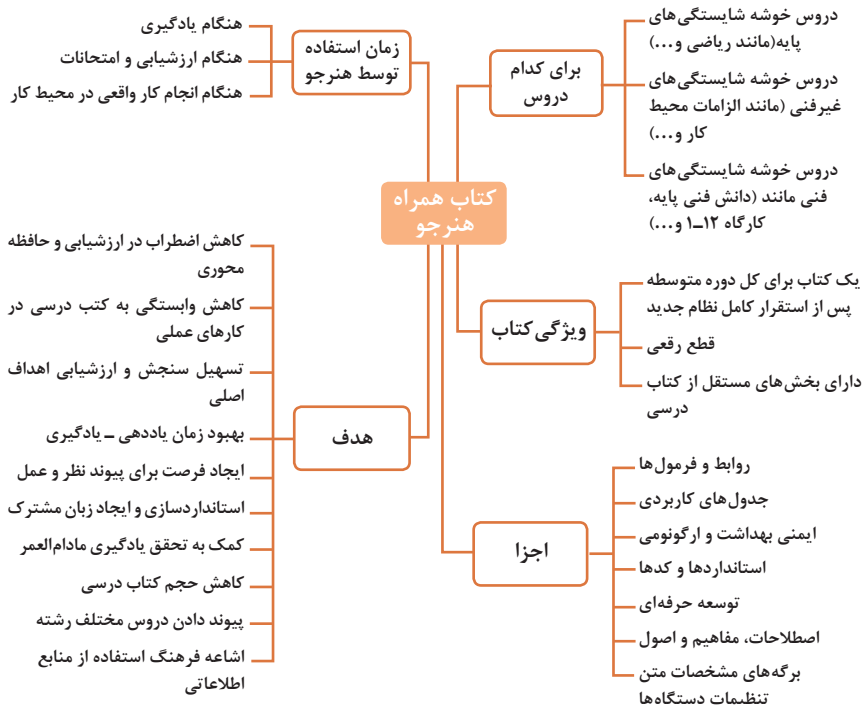 کتاب همراه
هنرجو
برای کدام
دروس
دروس خوشه شایستگی‌های
پایه(مانند ریاضی و...)
دروس خوشه شایستگی‌های
غیرفنی (مانند الزامات محیط
کار و...)
دروس خوشه شایستگی‌های
فنی مانند (دانش فنی پایه،
کارگاه ۱۲ـ۱ و...)
ویژگی کتاب
یک کتاب برای کل دوره متوسطه
پس از استقرار کامل نظام جدید
قطع رقعی
دارای بخش‌های مستقل از کتاب
درسی
اجزا
روابط و فرمول‌ها
جدول‌های کاربردی
ایمنی بهداشت و ارگونومی
استانداردها و کدها
توسعه حرفه‌ای
اصطلاحات، مفاهیم و اصول
برگه‌های مشخصات متن
تنظیمات دستگاه‌ها
زمان استفاده
توسط هنرجو
هنگام یادگیری
هنگام ارزشیابی و امتحانات
هنگام انجام کار واقعی در محیط کار
هدف
کاهش اضطراب در ارزشیابی و حافظه
محوری
کاهش وابستگی به کتب درسی در
کارهای عملی
تسهیل سنجش و ارزشیابی اهداف
اصلی
بهبود زمان یاددهی ـ یادگیری
ایجاد فرصت برای پیوند نظر و عمل
استانداردسازی و ایجاد زبان مشترک
کمک به تحقق یادگیری مادام‌العمر
کاهش حجم کتاب درسی
پیوند دادن دروس مختلف رشته
اشاعه فرهنگ استفاده از منابع
اطلاعاتی